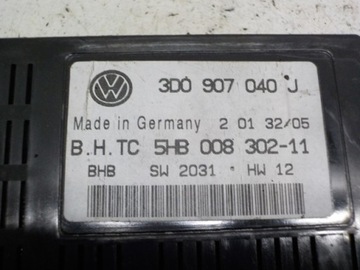 3D0 907 040 J
Made in Germany 2 01 32/05
B.H.TC 5HB 008 302-11
BHB SW 2031 · HW 12